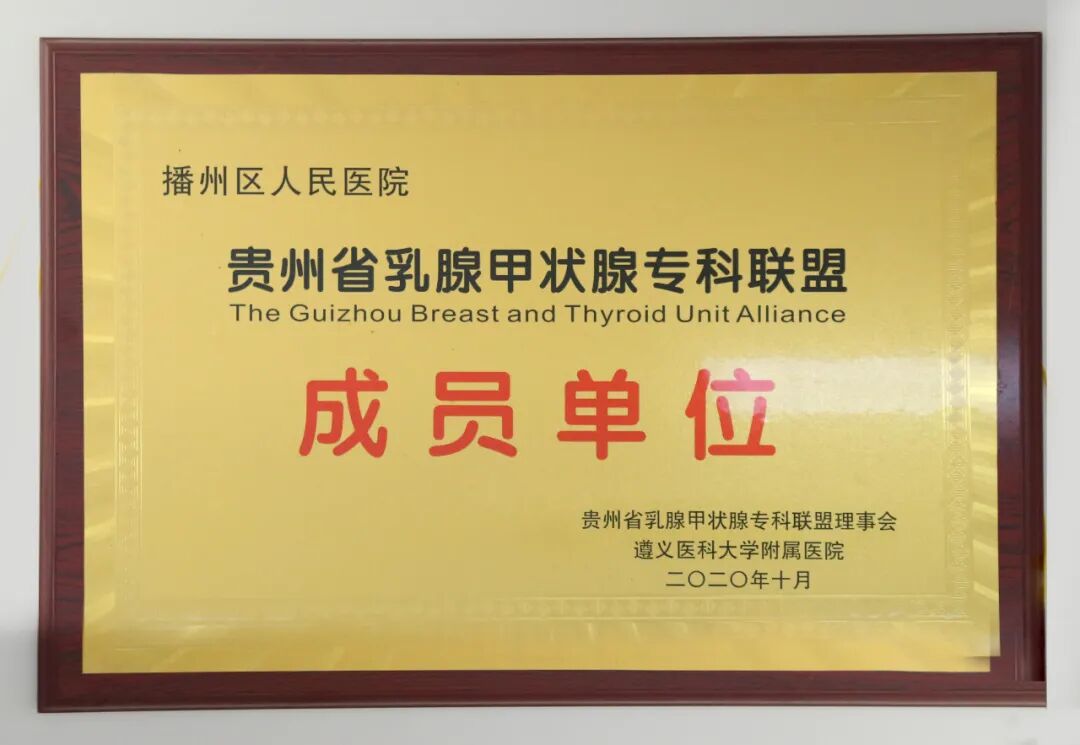 播州区人民医院
贵州省乳腺甲状腺专科联盟
The Guizhou Breast and Thyroid Unit Alliance
成员单位
贵州省乳腺甲状腺专科联盟理事会
遵义医科大学附属医院
二〇二〇年十月